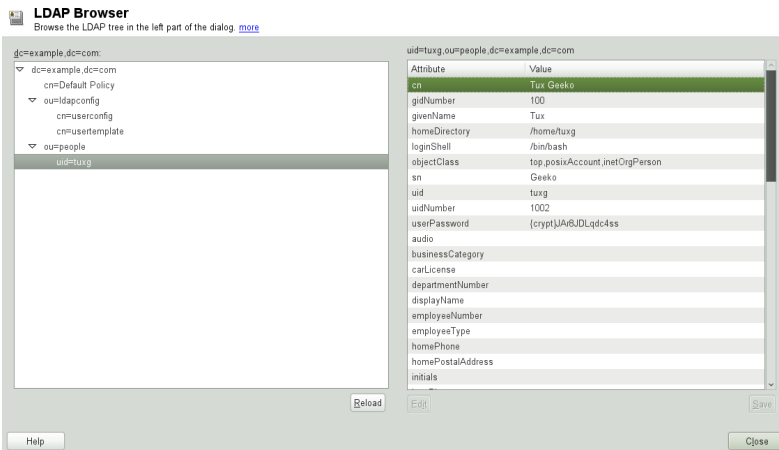 LDAP Browser
Browse the LDAP tree in the left part of the dialog. more
dc=example,dc=com:
dc=example,dc=com
cn=Default Policy
ou=ldapconfig
cn=userconfig
cn=usertemplate
ou=people
uid=tuxg
Reload
uid=tuxg,ou=people,dc=example,dc=com
Attribute Value
cn Tux Geeko
gidNumber 100
givenName Tux
homeDirectory /home/tuxg
loginShell /bin/bash
objectClass top,posixAccount,inetOrgPerson
sn Geeko
uid tuxg
uidNumber 1002
userPassword {crypt}JAr6JDLqdc4ss
audio
businessCategory
carLicense
departmentNumber
displayName
employeeNumber
employeeType
homePhone
homePostalAddress
initials
Edit Save
Help Close